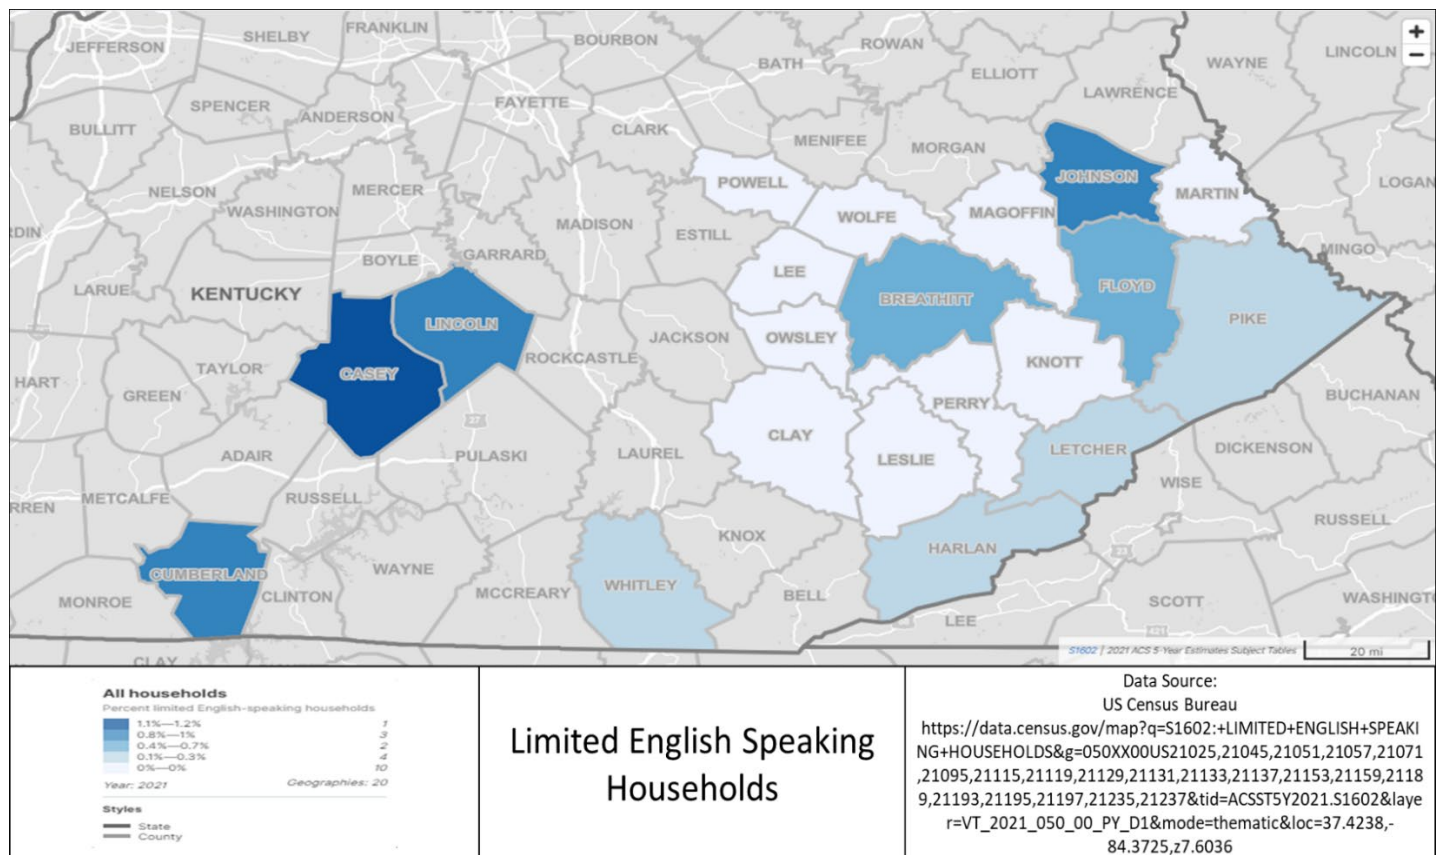 JEFFERSON
SHELBY
FRANKLIN
BOURBON
ROWAN
LINCOLN
WAYNE
+
−
BATH
ELLIOTT
LAWRENCE
SPENCER
ANDERSON
FAYETTE
BULLITT
CLARK
MENIFEE
MORGAN
NELSON
MERCER
POWELL
JOHNSON
MARTIN
LOGAN
WASHINGTON
MADISON
WOLFE
MAGOFFIN
RDIN
ESTILL
GARRARD
BOYLE
MINGO
LEE
LARUE
KENTUCKY
BREATHITT
FLOYD
PIKE
LINCOLN
JACKSON
OWSLEY
ROCKCASTLE
KNOTT
TAYLOR
CASEY
HART
GREEN
BUCHANAN
PERRY
CLAY
LESLIE
LETCHER
DICKENSON
ADAIR
PULASKI
LAUREL
WISE
METCALFE
RUSSELL
RREN
RUSSELL
KNOX
HARLAN
CUMBERLAND
WAYNE
WHITLEY
MCCREARY
BELL
MONROE
CLINTON
SCOTT
WASHINGTO
LEE
CLAY
S1602 | 2021 ACS 5-Year Estimates Subject Tables
20 mi
All households
Percent limited English-speaking households
1.1%—1.2% 1
0.8%—1% 3
0.4%—0.7% 2
0.1%—0.3% 4
0%—0% 10
Year: 2021 Geographies: 20
Styles
State
County
Limited English Speaking
Households
Data Source:
US Census Bureau
https://data.census.gov/map?q=S1602:+LIMITED+ENGLISH+SPEAKI
NG+HOUSEHOLDS&g=050XX00US21025,21045,21051,21057,21071
,21095,21115,21119,21129,21131,21133,21137,21153,21159,2118
9,21193,21195,21197,21235,21237&tid=ACSST5Y2021.S1602&laye
r=VT_2021_050_00_PY_D1&mode=thematic&loc=37.4238,-
84.3725,z7.6036